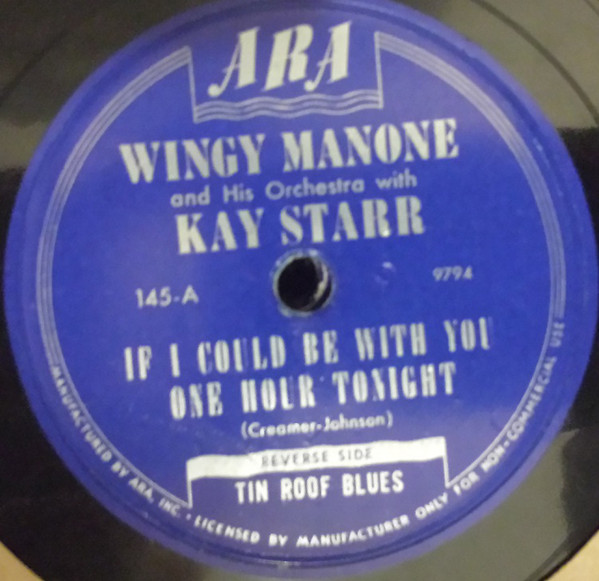 ARA
WINGY MANONE
and His Orchestra with
KAY STARR
145-A
9794
IF I COULD BE WITH YOU
ONE HOUR TONIGHT
(Creamer-Johnson)
REVERSE SIDE
TIN ROOF BLUES
MANUFACTURED BY ARA, INC. • LICENSED BY MANUFACTURER ONLY FOR NON-COMMERCIAL USE